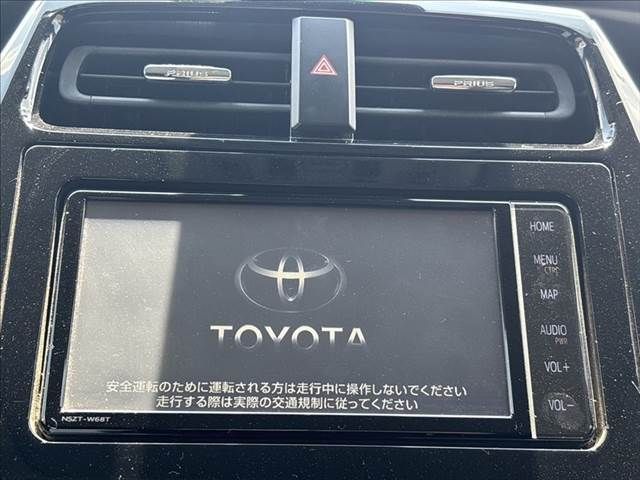 PRIUS
PRIUS
HOME
MENU
CTRL
MAP
AUDIO
PWR
VOL+
VOL−
TOYOTA
安全運転のために運転される方は走行中に操作しないでください
走行する際は実際の交通規制に従ってください
NSZT-W68T